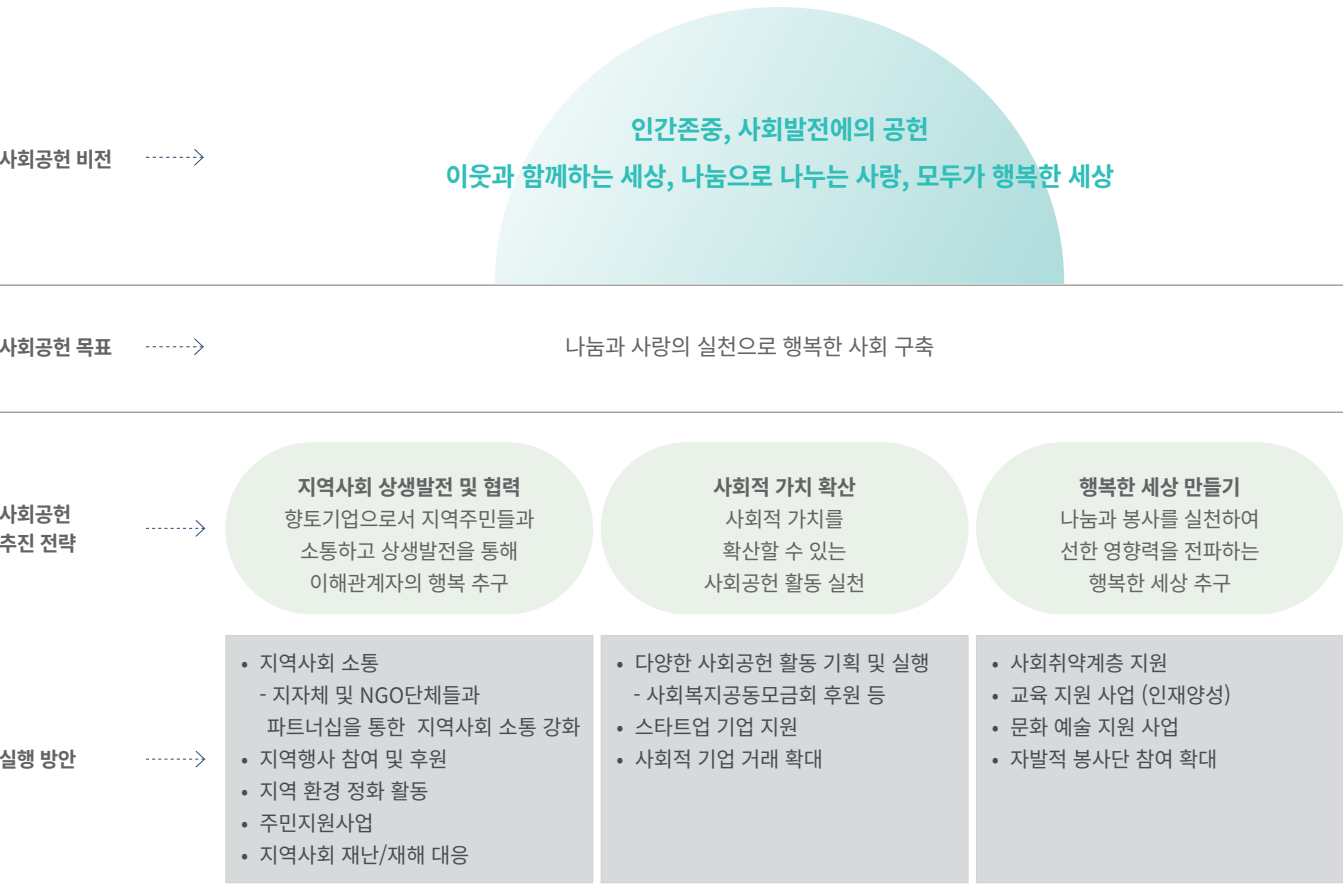 사회공헌 비전
인간존중, 사회발전에의 공헌
이웃과 함께하는 세상, 나눔으로 나누는 사랑, 모두가 행복한 세상
사회공헌 목표
나눔과 사랑의 실천으로 행복한 사회 구축
사회공헌
추진 전략
지역사회 상생발전 및 협력
향토기업으로서 지역주민들과
소통하고 상생발전을 통해
이해관계자의 행복 추구
사회적 가치 확산
사회적 가치를
확산할 수 있는
사회공헌 활동 실천
행복한 세상 만들기
나눔과 봉사를 실천하여
선한 영향력을 전파하는
행복한 세상 추구
실행 방안
• 지역사회 소통
- 지자체 및 NGO단체들과
파트너십을 통한 지역사회 소통 강화
• 지역행사 참여 및 후원
• 지역 환경 정화 활동
• 주민지원사업
• 지역사회 재난/재해 대응
• 다양한 사회공헌 활동 기획 및 실행
- 사회복지공동모금회 후원 등
• 스타트업 기업 지원
• 사회적 기업 거래 확대
• 사회취약계층 지원
• 교육 지원 사업 (인재양성)
• 문화 예술 지원 사업
• 자발적 봉사단 참여 확대